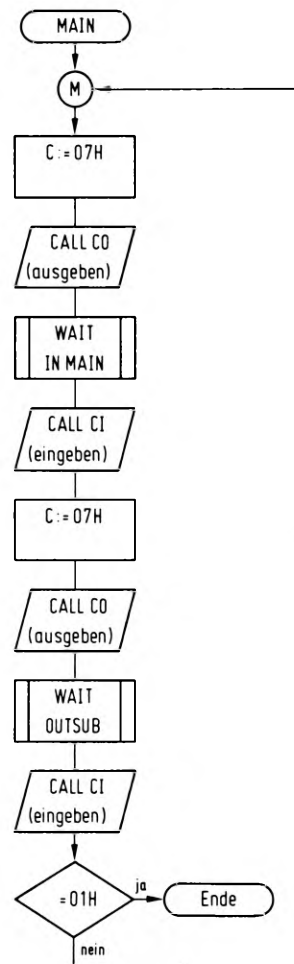 MAIN
M
C:=07H
CALL CO
(ausgeben)
WAIT
IN MAIN
CALL CI
(eingeben)
C:=07H
CALL CO
(ausgeben)
WAIT
OUTSUB
CALL CI
(eingeben)
=01H
ja
Ende
nein